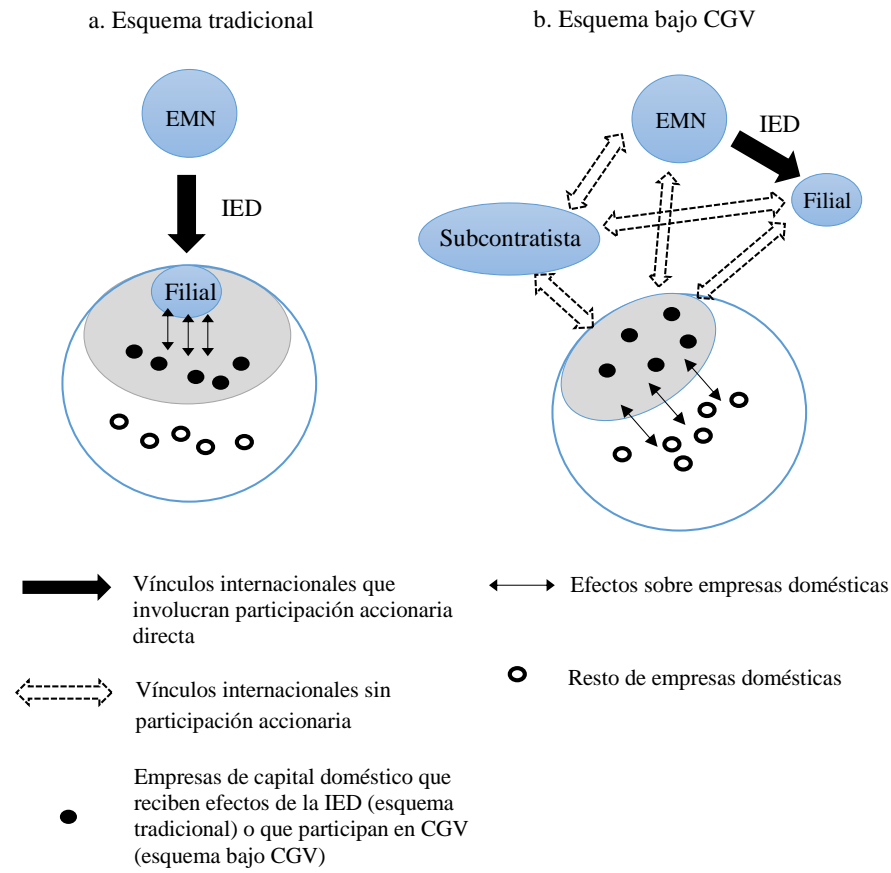 a. Esquema tradicional
EMN
IED
Filial
b. Esquema bajo CGV
EMN
IED
Filial
Subcontratista
Vínculos internacionales que
involucran participación accionaria
directa
Vínculos internacionales sin
participación accionaria
Empresas de capital doméstico que
reciben efectos de la IED (esquema
tradicional) o que participan en CGV
(esquema bajo CGV)
Efectos sobre empresas domésticas
Resto de empresas domésticas